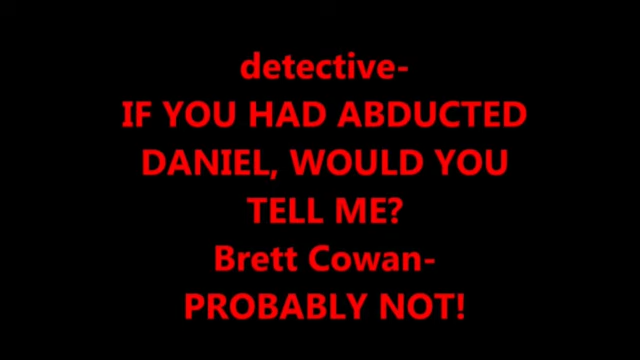 detective-
IF YOU HAD ABDUCTED
DANIEL, WOULD YOU
TELL ME?
Brett Cowan-
PROBABLY NOT!